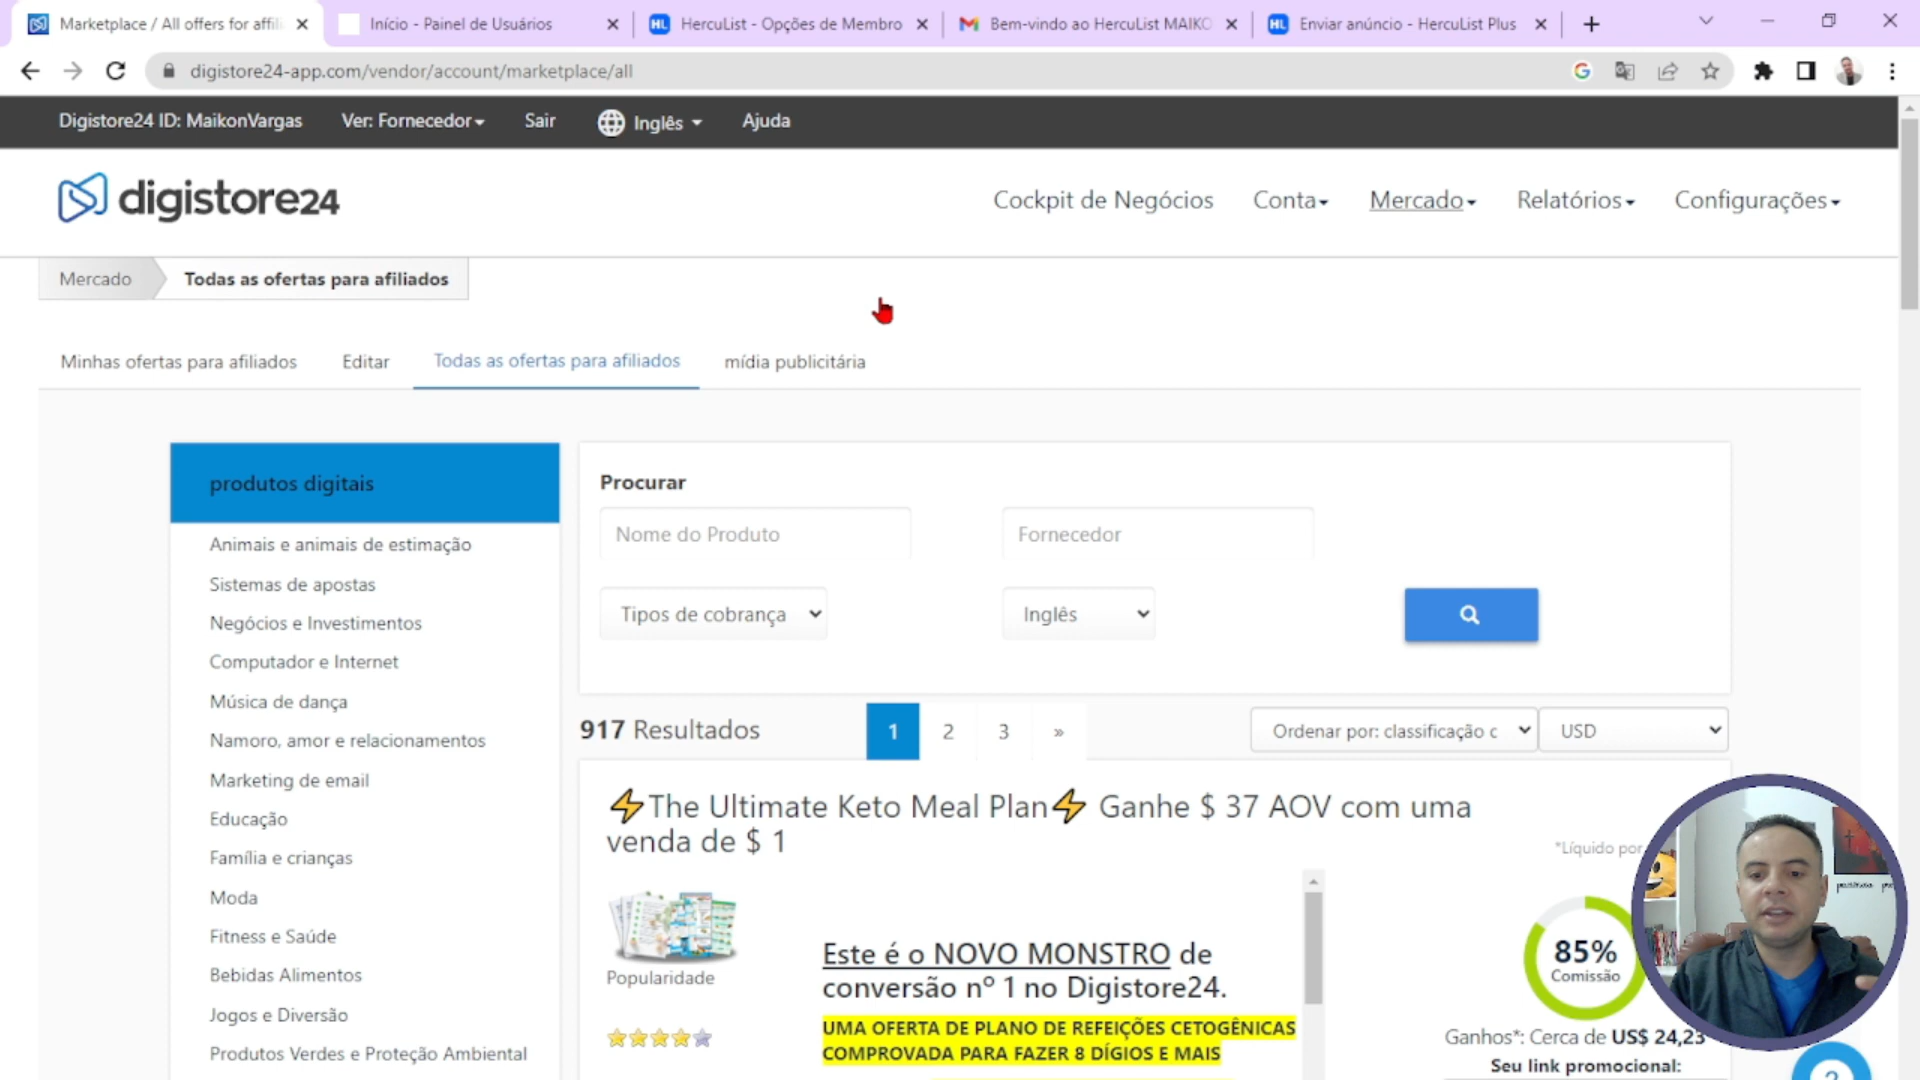 Marketplace / All offers for affili
Início - Painel de Usuários
HercuList - Opções de Membro
Bem-vindo ao HercuList MAIKO
Enviar anúncio - HercuList Plus
digistore24-app.com/vendor/account/marketplace/all
Digistore24 ID: MaikonVargas
Ver: Fornecedor
Sair
Inglês
Ajuda
digistore24
Cockpit de Negócios
Conta
Mercado
Relatórios
Configurações
Mercado
Todas as ofertas para afiliados
Minhas ofertas para afiliados
Editar
Todas as ofertas para afiliados
mídia publicitária
produtos digitais
Animais e animais de estimação
Sistemas de apostas
Negócios e Investimentos
Computador e Internet
Música de dança
Namoro, amor e relacionamentos
Marketing de email
Educação
Família e crianças
Moda
Fitness e Saúde
Bebidas Alimentos
Jogos e Diversão
Produtos Verdes e Proteção Ambiental
Procurar
Nome do Produto
Fornecedor
Tipos de cobrança
Inglês
917 Resultados
1
2
3
»
Ordenar por: classificação c
USD
⚡The Ultimate Keto Meal Plan⚡ Ganhe $ 37 AOV com uma
venda de $ 1
*Líquido por
Popularidade
Este é o NOVO MONSTRO de
conversão nº 1 no Digistore24.
UMA OFERTA DE PLANO DE REFEIÇÕES CETOGÊNICAS
COMPROVADA PARA FAZER 8 DÍGIOS E MAIS
85%
Comissão
Ganhos*: Cerca de US$ 24,23
Seu link promocional: